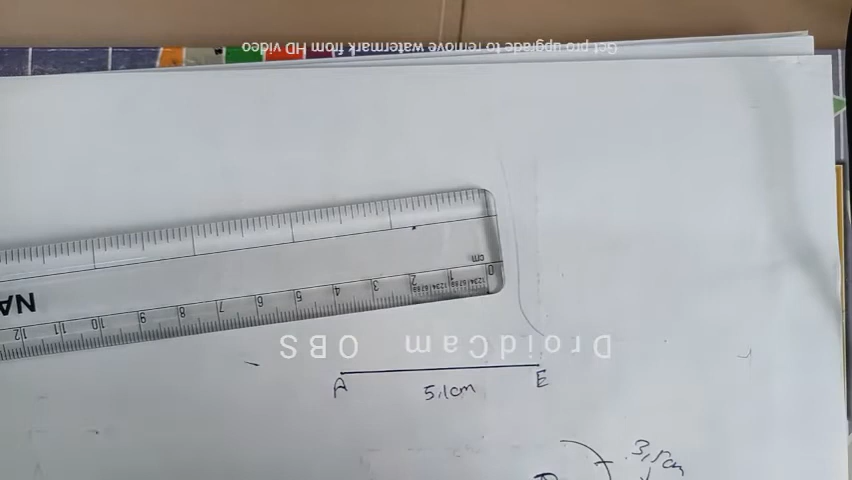 Get pro upgrade to remove watermark from HD video
cm
0 1 2 3 4 5 6 7 8 9 10 11 12
NA
DroidCam OBS
A E
5,1cm
3,5cm